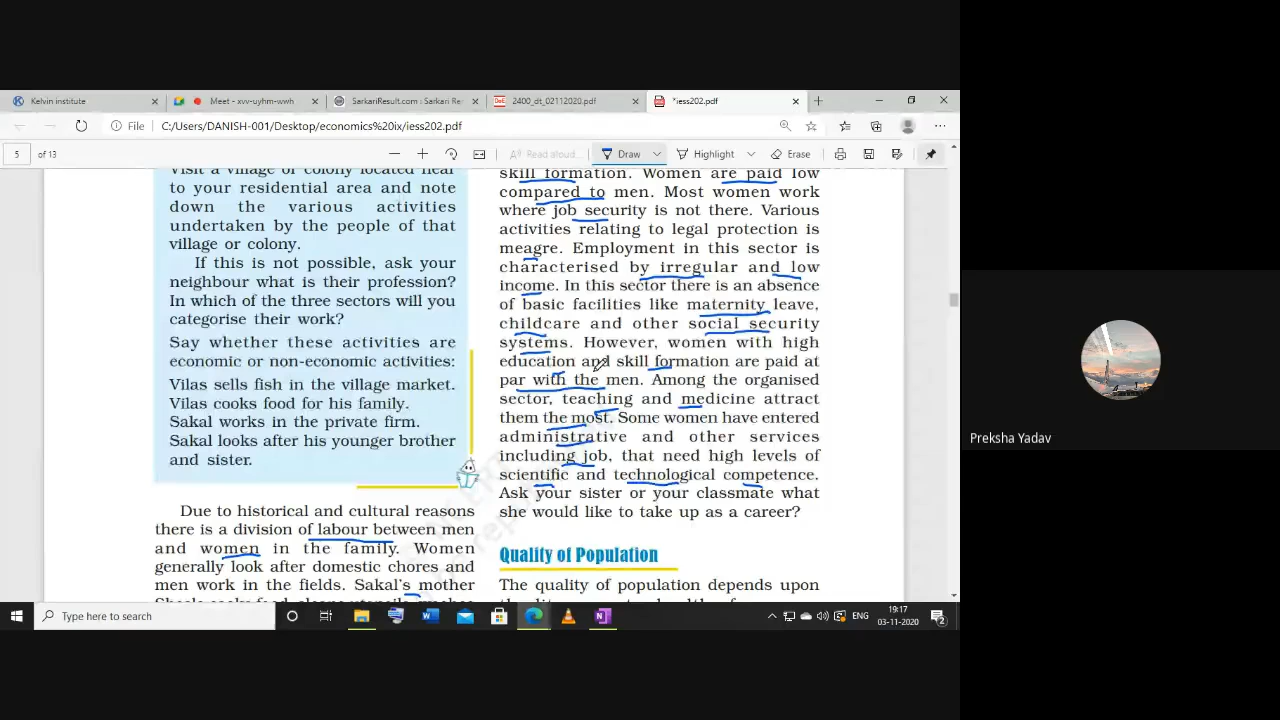 Kelvin institute
Meet - xvv-uyhm-wwh
SarkariResult.com : Sarkari Re
2400_dt_02112020.pdf
*iess202.pdf
File
C:/Users/DANISH-001/Desktop/economics%20ix/iess202.pdf
5 of 13
Read aloud
Draw
Highlight
Erase
Visit a village or colony located near
to your residential area and note
down the various activities
undertaken by the people of that
village or colony.
If this is not possible, ask your
neighbour what is their profession?
In which of the three sectors will you
categorise their work?
Say whether these activities are
economic or non-economic activities:
Vilas sells fish in the village market.
Vilas cooks food for his family.
Sakal works in the private firm.
Sakal looks after his younger brother
and sister.
Due to historical and cultural reasons
there is a division of labour between men
and women in the family. Women
generally look after domestic chores and
men work in the fields. Sakal's mother
skill formation. Women are paid low
compared to men. Most women work
where job security is not there. Various
activities relating to legal protection is
meagre. Employment in this sector is
characterised by irregular and low
income. In this sector there is an absence
of basic facilities like maternity leave,
childcare and other social security
systems. However, women with high
education and skill formation are paid at
par with the men. Among the organised
sector, teaching and medicine attract
them the most. Some women have entered
administrative and other services
including job, that need high levels of
scientific and technological competence.
Ask your sister or your classmate what
she would like to take up as a career?
Quality of Population
The quality of population depends upon
Preksha Yadav
Type here to search
ENG
19:17
03-11-2020
2